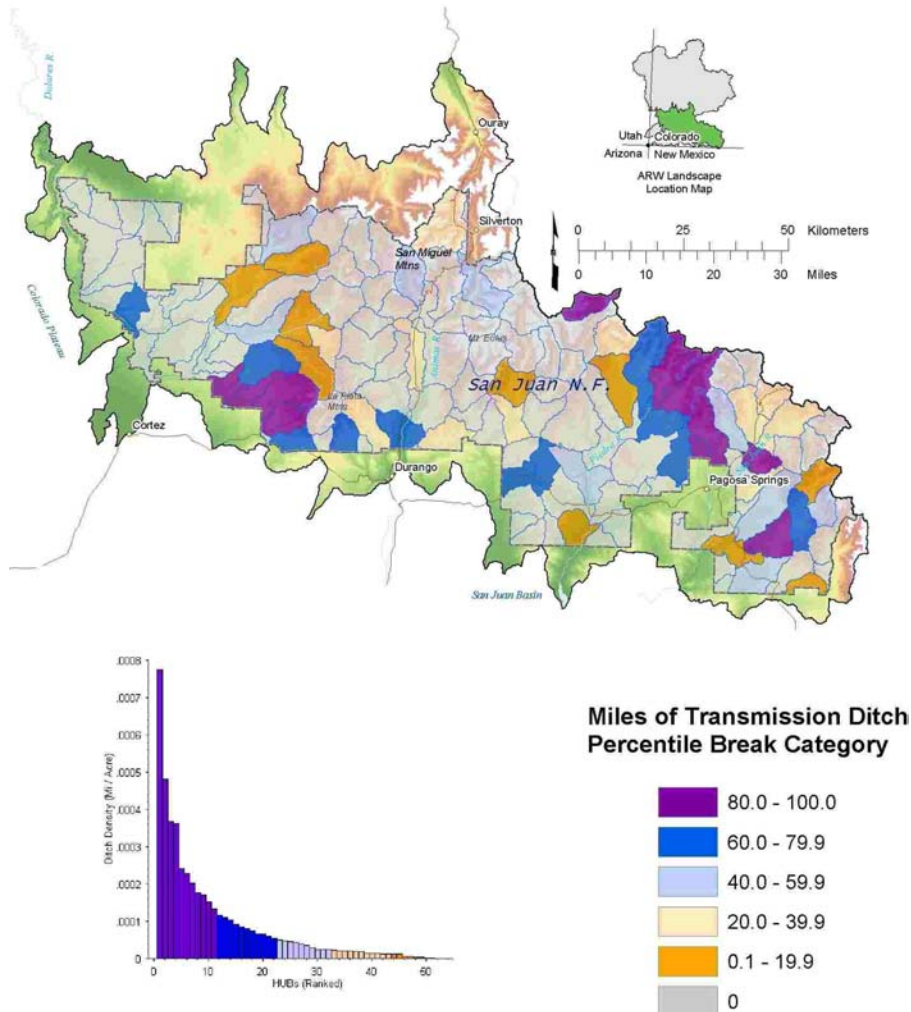 Dolores R.
Ouray
Utah
Colorado
Arizona
New Mexico
ARW Landscape
Location Map
Silverton
San Miguel
Mtns
0 25 50 Kilometers
0 10 20 30 Miles
Colorado Plateau
Animas R.
Mt Eolus
San Juan N.F.
La Plata
Mtns
Cortez
Durango
Pagosa Springs
San Juan Basin
.0008
.0007
.0006
.0005
.0004
.0003
.0002
.0001
0
Ditch Density (Mi / Acre)
0 10 20 30 40 50
HUBs (Ranked)
Miles of Transmission Ditch
Percentile Break Category
80.0 - 100.0
60.0 - 79.9
40.0 - 59.9
20.0 - 39.9
0.1 - 19.9
0